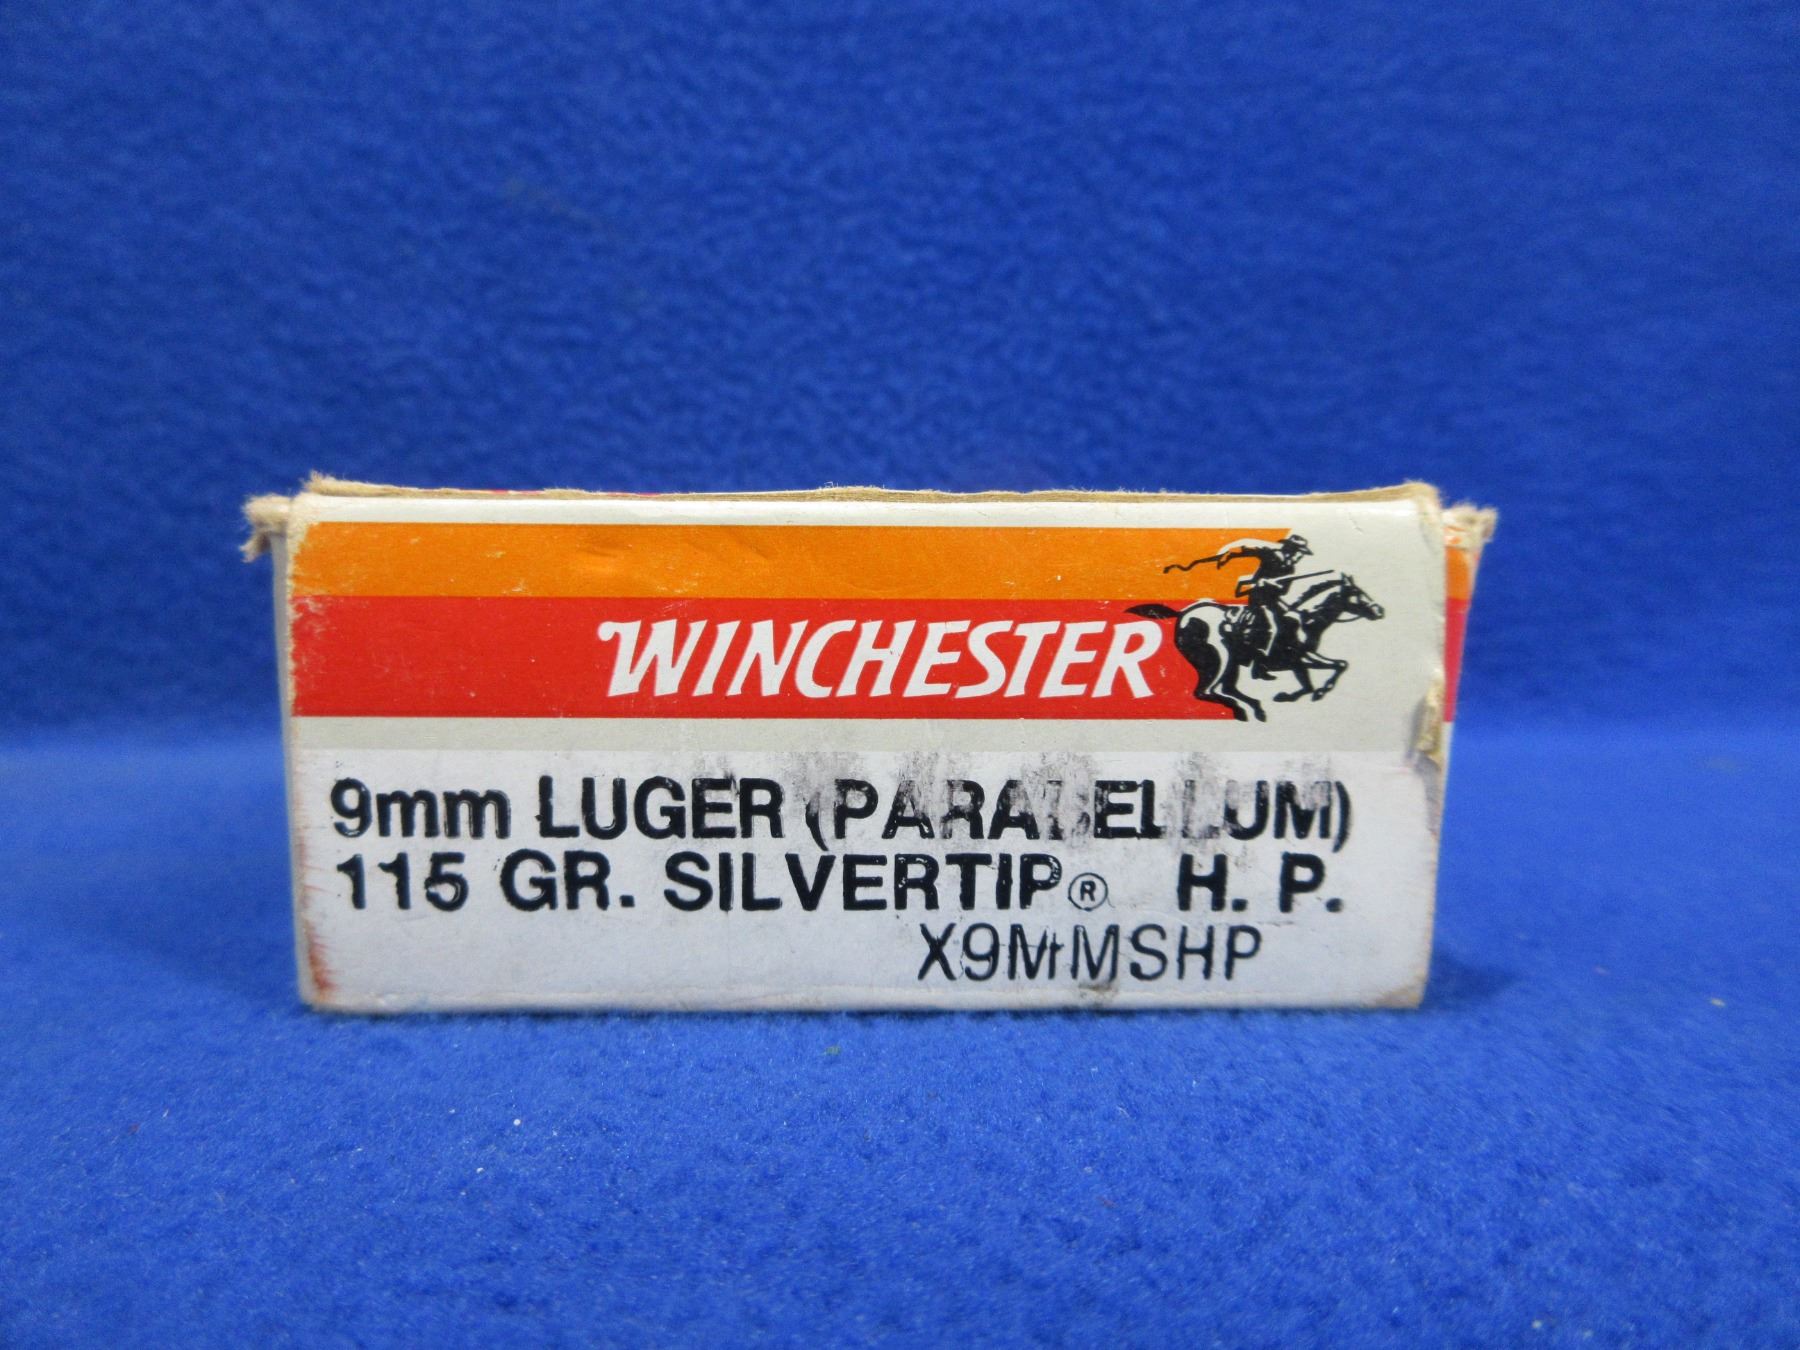 WINCHESTER
9mm LUGER (PARABELLUM)
115 GR. SILVERTIP® H. P.
X9MMSHP